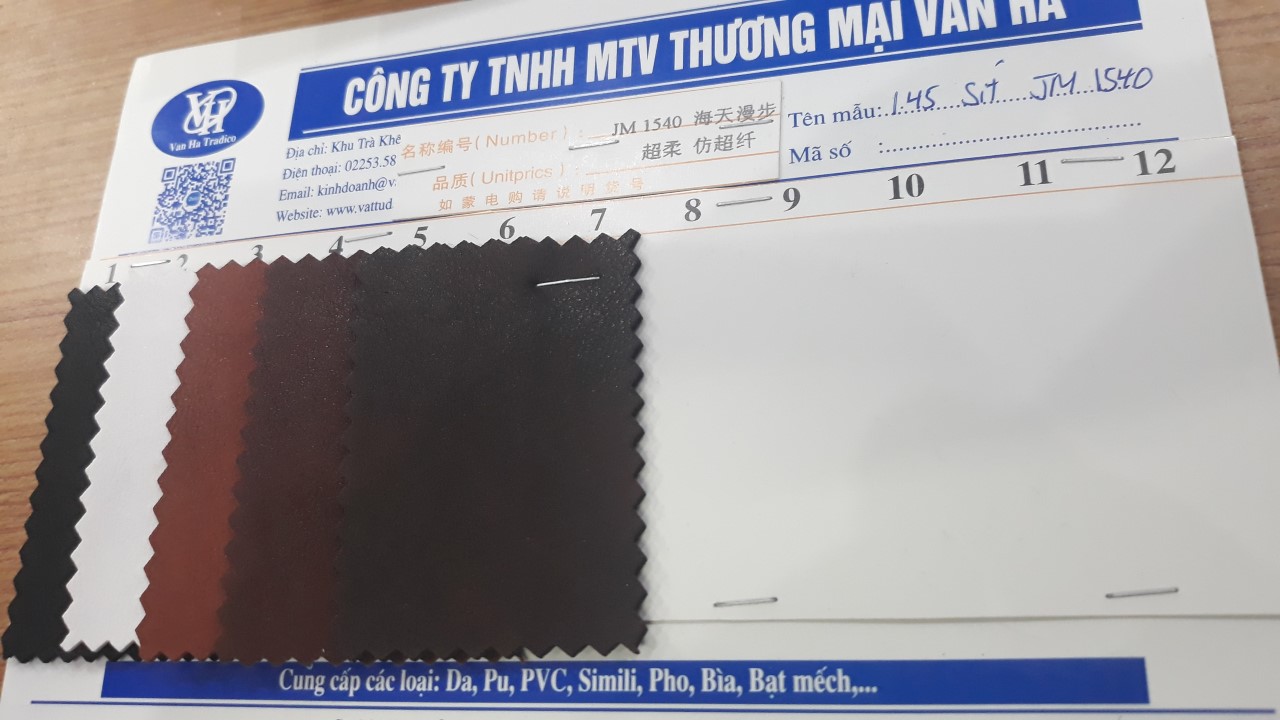 CÔNG TY TNHH MTV THƯƠNG MẠI VÂN HÀ
VH
Van Ha Tradico
Địa chỉ: Khu Trà Khê
Điện thoại: 02253.58
Email: kinhdoanh@v
Website: www.vattud
名称编号(Number): JM 1540 海天漫步
超柔 仿超纤
品质(Unitprics):
如蒙电购请说明货号
Tên mẫu: 1.45 Sít JM 1540
Mã số :
1 2 3 4 5 6 7 8 9 10 11 12
Cung cấp các loại: Da, Pu, PVC, Simili, Pho, Bìa, Bạt mếch,...